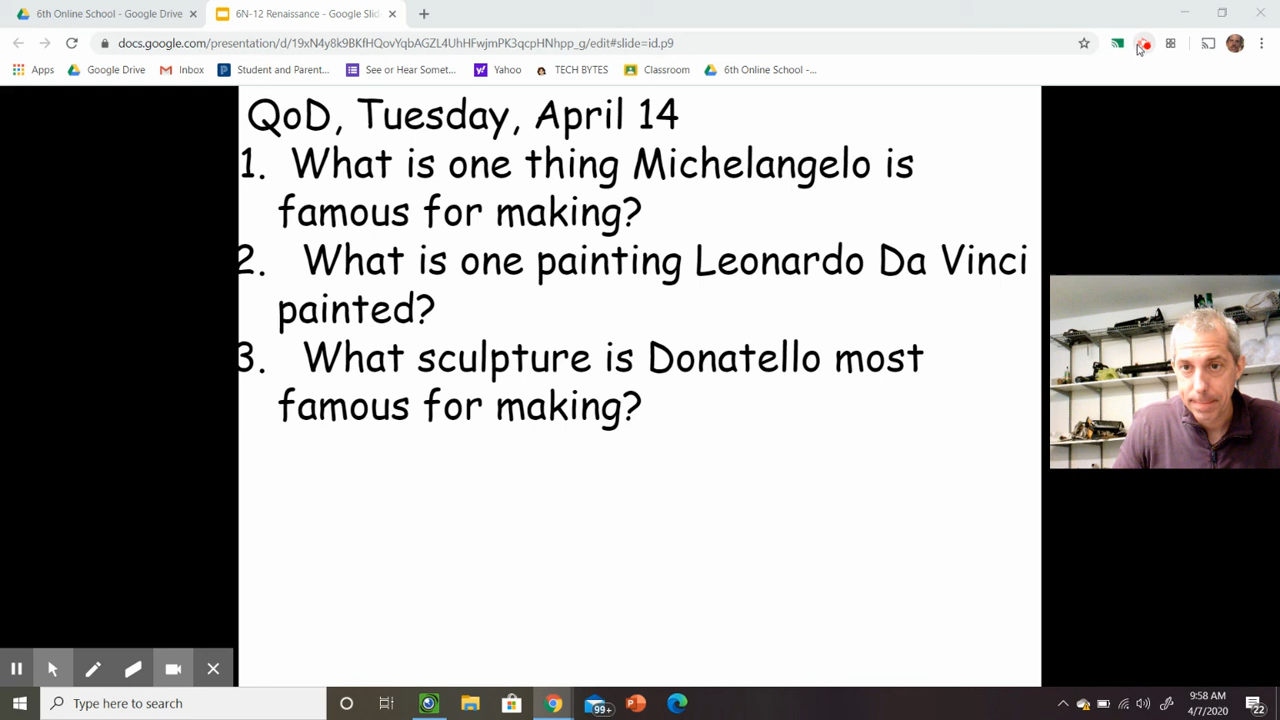 6th Online School - Google Drive
6N-12 Renaissance - Google Slid
docs.google.com/presentation/d/19xN4y8k9BKfHQovYqbAGZL4UhHFwjmPK3qcpHNhpp_g/edit#slide=id.p9
Apps Google Drive Inbox Student and Parent... See or Hear Somet... Yahoo TECH BYTES Classroom 6th Online School -...
QoD, Tuesday, April 14
1. What is one thing Michelangelo is
famous for making?
2. What is one painting Leonardo Da Vinci
painted?
3. What sculpture is Donatello most
famous for making?
Type here to search
99+
9:58 AM
4/7/2020
22